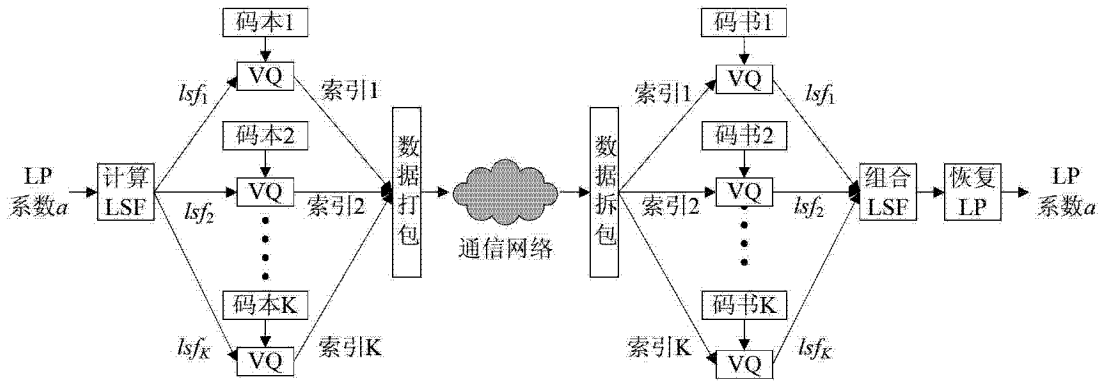 码本1
VQ
lsf₁
索引1
码本2
VQ
lsf₂
索引2
码本K
VQ
lsf_K
索引K
LP
系数a
计算
LSF
数据打包
通信网络
数据拆包
码书1
VQ
索引1
lsf₁
码书2
VQ
索引2
lsf₂
码书K
VQ
索引K
lsf_K
组合
LSF
恢复
LP
LP
系数a